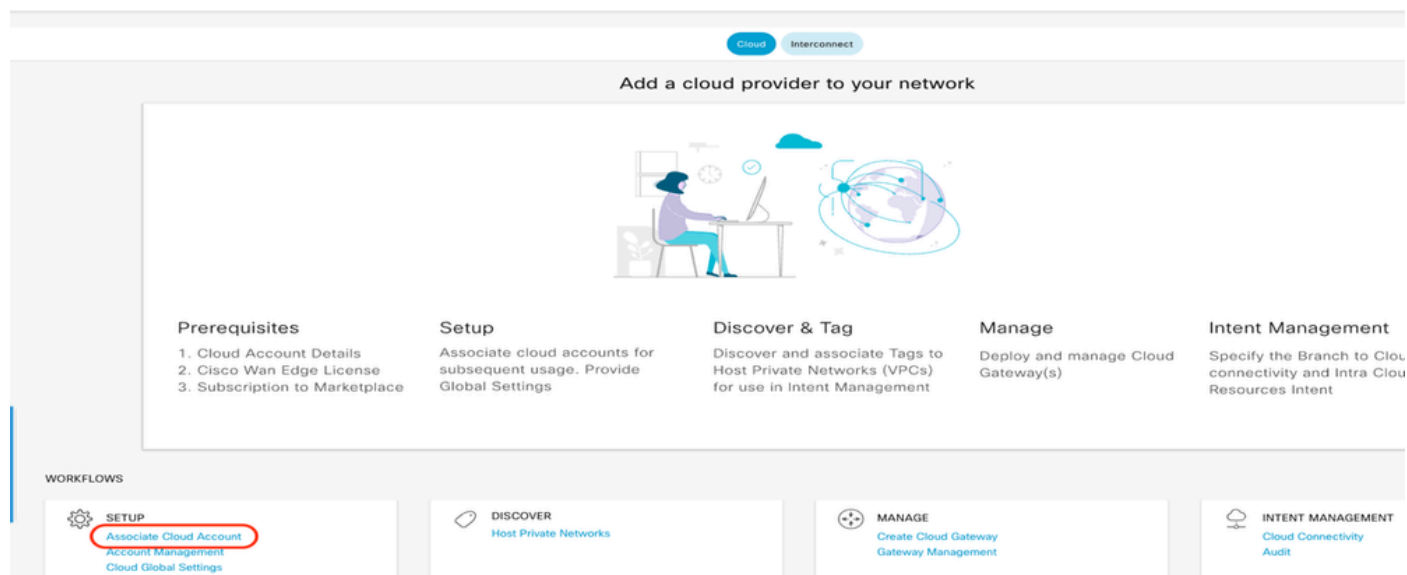 Cloud
Interconnect
Add a cloud provider to your network
Prerequisites
1. Cloud Account Details
2. Cisco Wan Edge License
3. Subscription to Marketplace
Setup
Associate cloud accounts for
subsequent usage. Provide
Global Settings
Discover & Tag
Discover and associate Tags to
Host Private Networks (VPCs)
for use in Intent Management
Manage
Deploy and manage Cloud
Gateway(s)
Intent Management
Specify the Branch to Clou
connectivity and Intra Clou
Resources Intent
WORKFLOWS
SETUP
Associate Cloud Account
Account Management
Cloud Global Settings
DISCOVER
Host Private Networks
MANAGE
Create Cloud Gateway
Gateway Management
INTENT MANAGEMENT
Cloud Connectivity
Audit